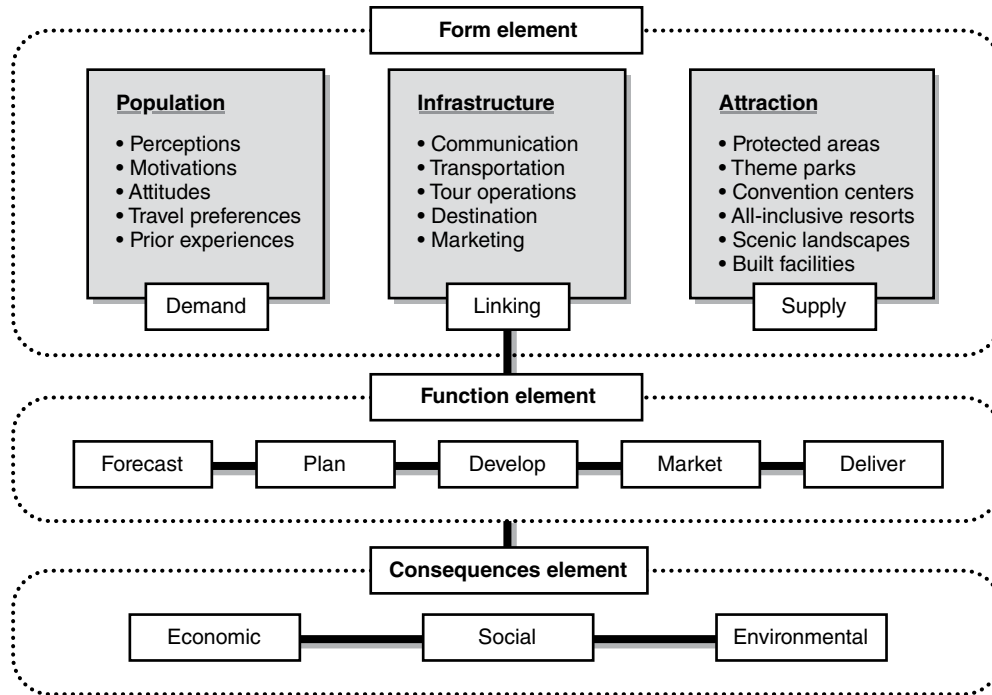 Form element
Population
• Perceptions
• Motivations
• Attitudes
• Travel preferences
• Prior experiences
Demand
Infrastructure
• Communication
• Transportation
• Tour operations
• Destination
• Marketing
Linking
Attraction
• Protected areas
• Theme parks
• Convention centers
• All-inclusive resorts
• Scenic landscapes
• Built facilities
Supply
Function element
Forecast
Plan
Develop
Market
Deliver
Consequences element
Economic
Social
Environmental